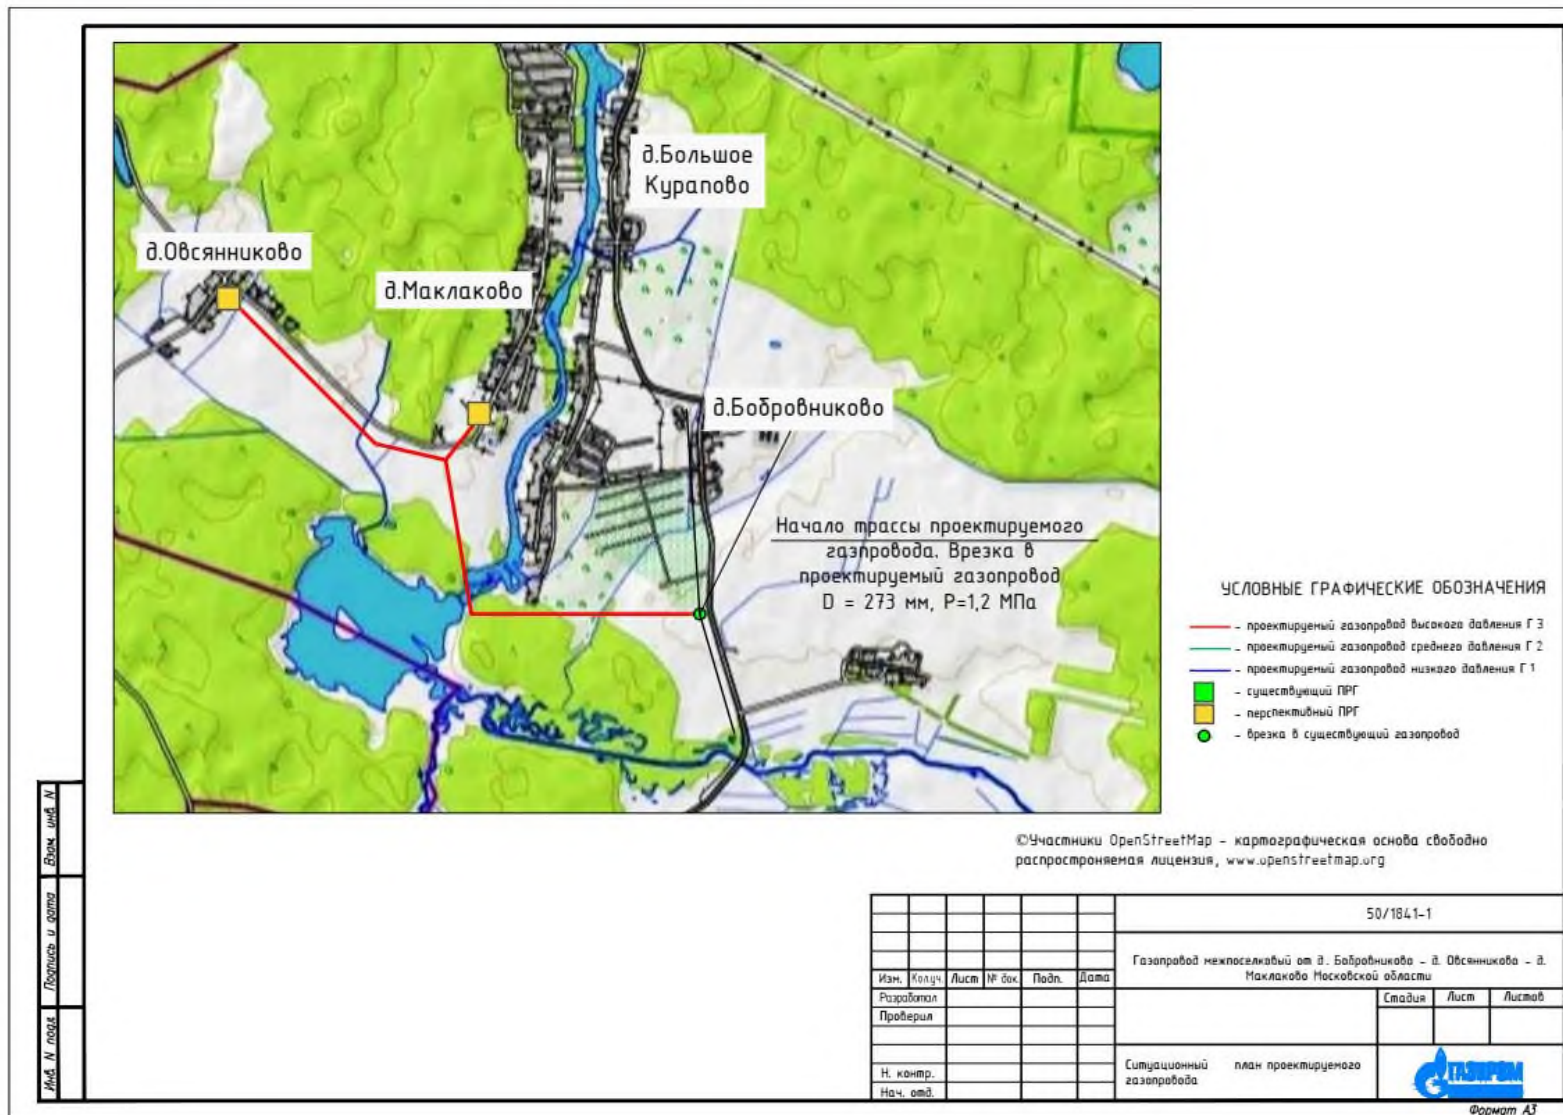 д.Большое
Курапово
д.Овсянниково
д.Маклаково
д.Бобровниково
Начало трассы проектируемого
газпровода. Врезка в
проектируемый газопровод
D = 273 мм, P=1,2 МПа
УСЛОВНЫЕ ГРАФИЧЕСКИЕ ОБОЗНАЧЕНИЯ
- проектируемый газопровод высокого давления Г 3
- проектируемый газопровод среднего давления Г 2
- проектируемый газопровод низкого давления Г 1
- существующий ПРГ
- перспективный ПРГ
- врезка в существующий газопровод
©Участники OpenStreetMap - картографическая основа свободно
распростроняемая лицензия, www.openstreetmap.org
Взам. инв. N
Подпись и дата
Инв. N подл.
50/1841-1
Газопровод межпоселковый от д. Бобровниково - д. Овсянниково - д.
Маклаково Московской области
Изм. Кол.уч. Лист № док. Подп. Дата
Разработал
Проверил
Н. контр.
Нач. отд.
Стадия Лист Листов
Ситуационный план проектируемого
газопровода
ГАЗПРОМ
Формат А3